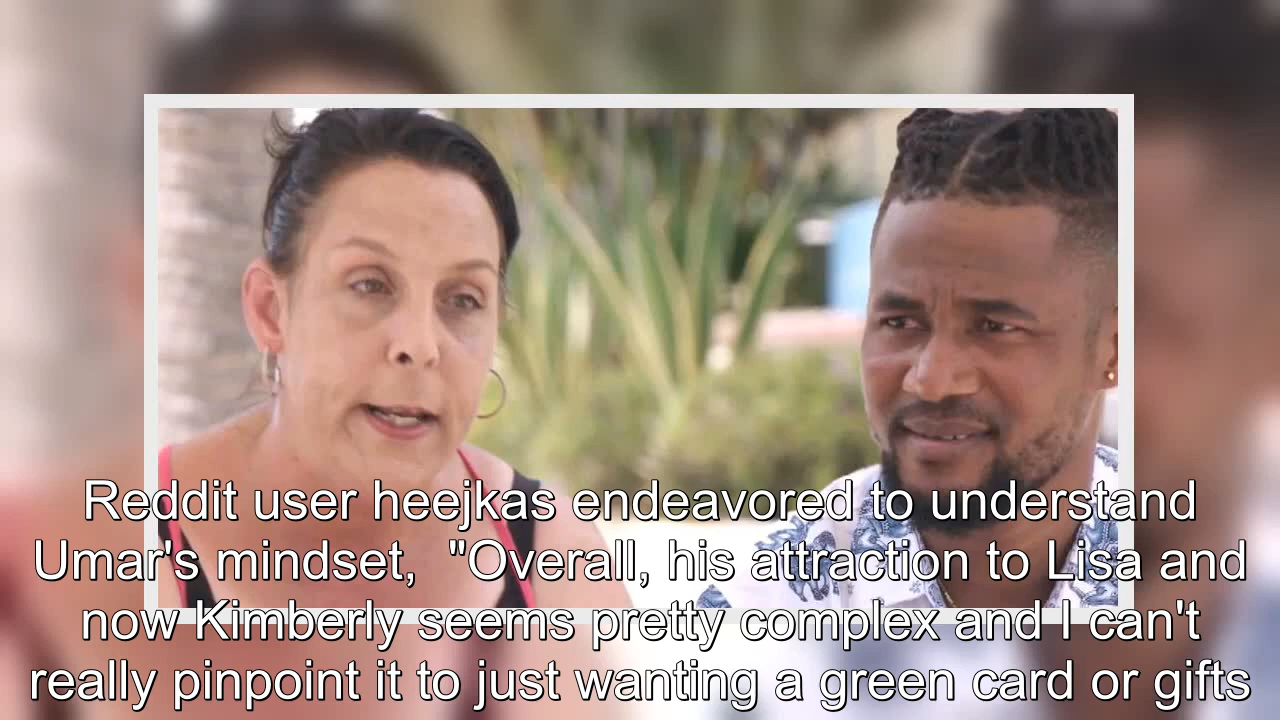 Reddit user heejkas endeavored to understand
Umar's mindset,  "Overall, his attraction to Lisa and
now Kimberly seems pretty complex and I can't
really pinpoint it to just wanting a green card or gifts